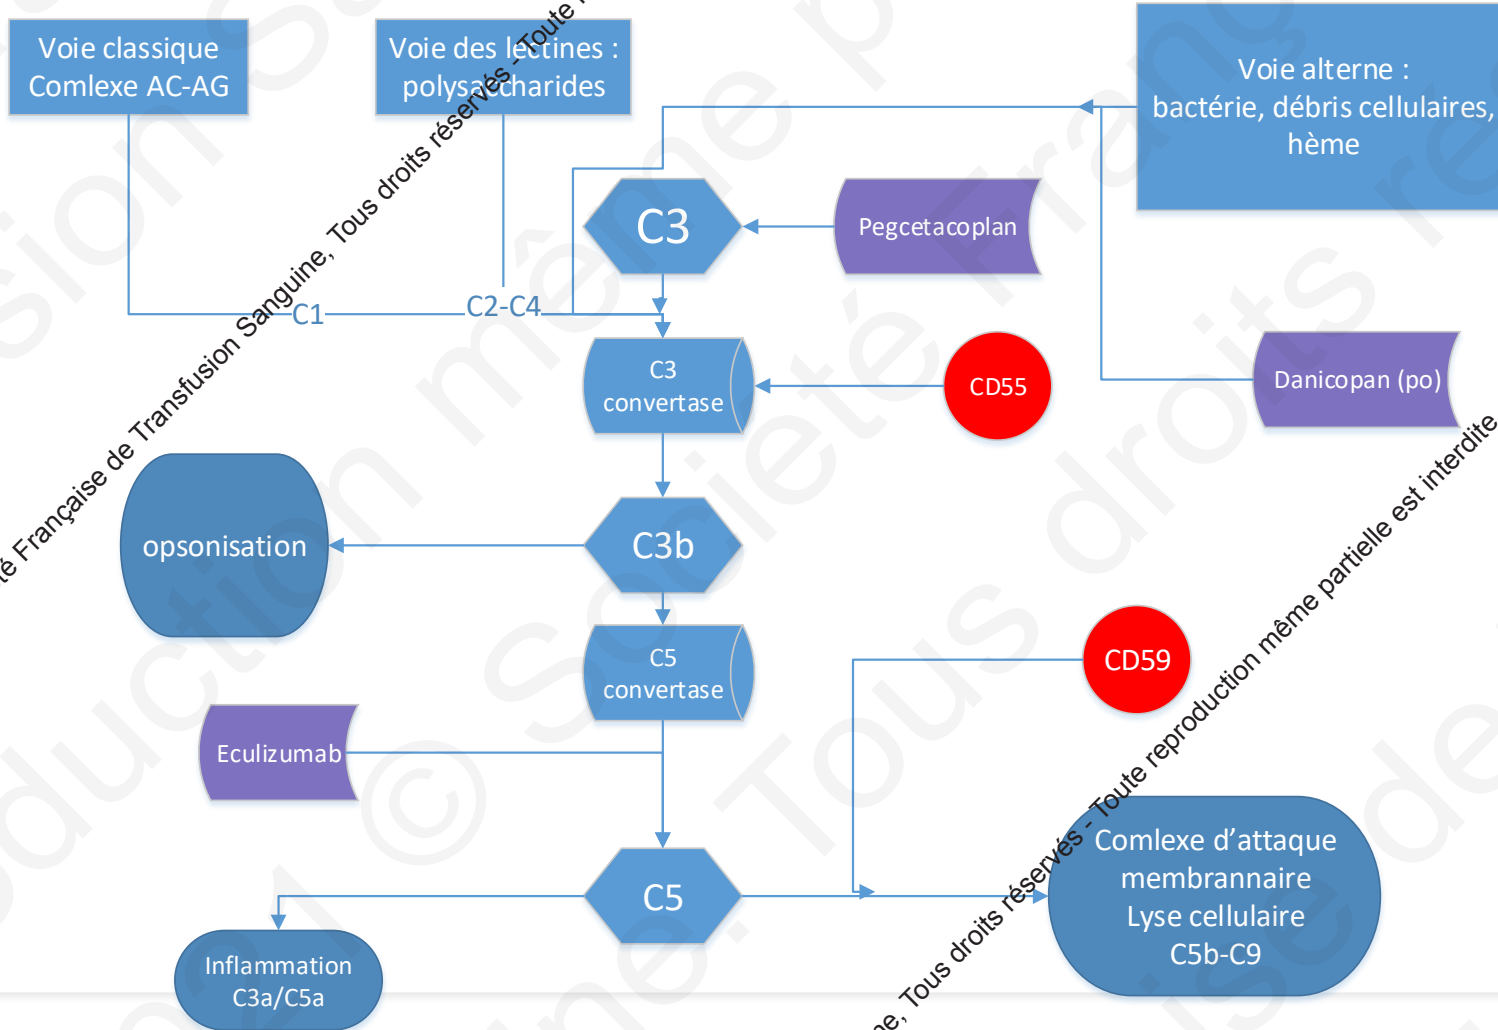 Voie classique
Comlexe AC-AG
Voie des lectines :
polysaccharides
Voie alterne :
bactérie, débris cellulaires,
hème
C3
Pegcetacoplan
C1
C2-C4
C3
convertase
CD55
Danicopan (po)
opsonisation
C3b
C5
convertase
CD59
Eculizumab
C5
Comlexe d'attaque
membrannaire
Lyse cellulaire
C5b-C9
Inflammation
C3a/C5a
Française de Transfusion Sanguine, Tous droits réservés - Toute
Tous droits réservés - Toute reproduction même partielle est interdite